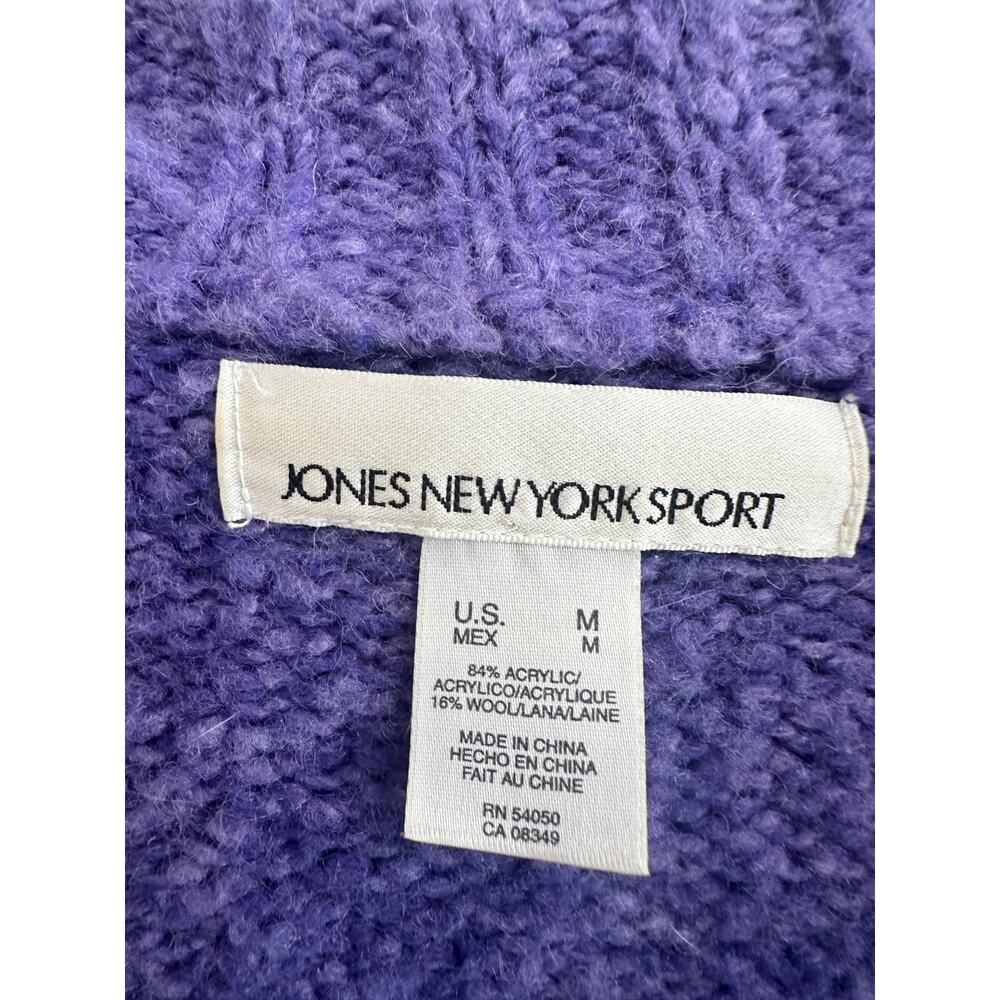 JONES NEW YORK SPORT
U.S. M
MEX M
84% ACRYLIC/
ACRYLICO/ACRYLIQUE
16% WOOL/LANA/LAINE
MADE IN CHINA
HECHO EN CHINA
FAIT AU CHINE
RN 54050
CA 08349